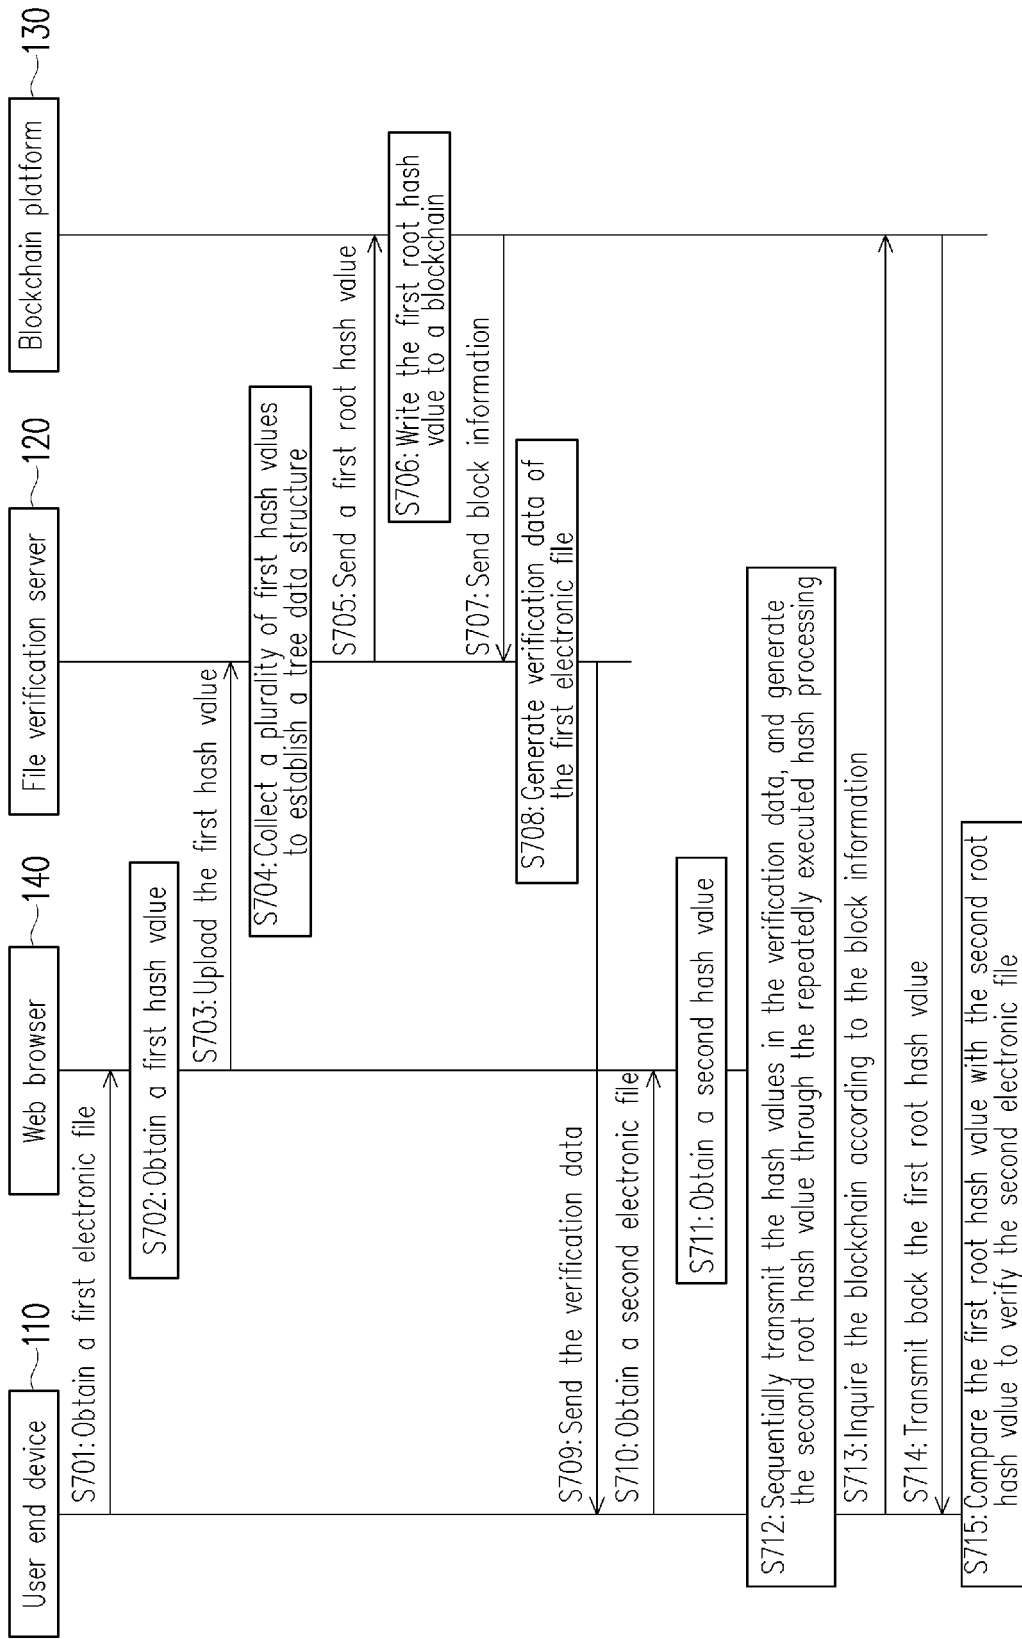 User end device
110
Web browser
140
File verification server
120
Blockchain platform
130
S701: Obtain a first electronic file
S702: Obtain a first hash value
S703: Upload the first hash value
S704: Collect a plurality of first hash values
to establish a tree data structure
S705: Send a first root hash value
S706: Write the first root hash
value to a blockchain
S707: Send block information
S708: Generate verification data of
the first electronic file
S709: Send the verification data
S710: Obtain a second electronic file
S711: Obtain a second hash value
S712: Sequentially transmit the hash values in the verification data, and generate
the second root hash value through the repeatedly executed hash processing
S713: Inquire the blockchain according to the block information
S714: Transmit back the first root hash value
S715: Compare the first root hash value with the second root
hash value to verify the second electronic file